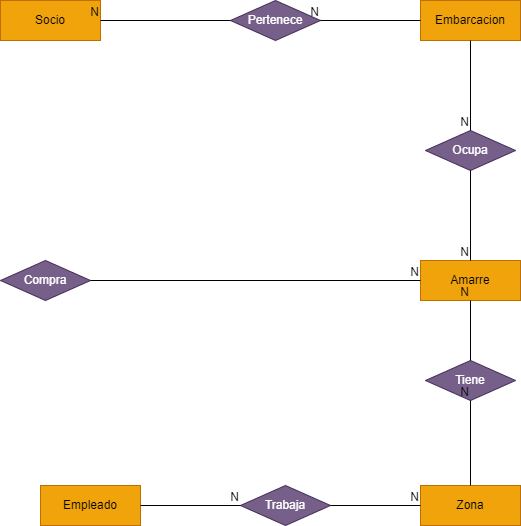 Socio
N
Pertenece
N
Embarcacion
N
Ocupa
N
Compra
N
Amarre
N
Tiene
N
Empleado
N
Trabaja
N
Zona